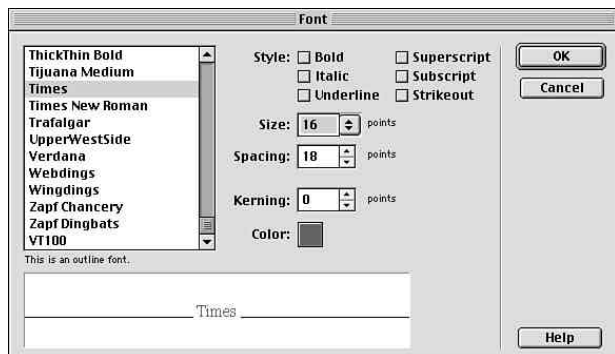 Font
ThickThin Bold
Tijuana Medium
Times
Times New Roman
Trafalgar
UpperWestSide
Verdana
Webdings
Wingdings
Zapf Chancery
Zapf Dingbats
VT100
This is an outline font.
Style: Bold Superscript
Italic Subscript
Underline Strikeout
Size: 16 points
Spacing: 18
Kerning: 0 points
Color:
OK
Cancel
Times
Help